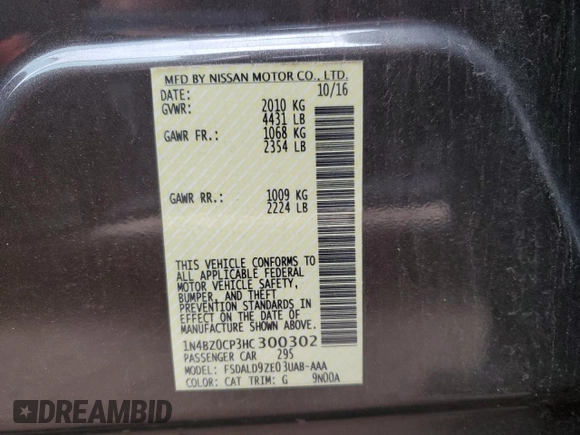 MFD BY NISSAN MOTOR CO., LTD.
DATE: 10/16
GVWR: 2010 KG
4431 LB
GAWR FR.: 1068 KG
2354 LB
GAWR RR.: 1009 KG
2224 LB
THIS VEHICLE CONFORMS TO
ALL APPLICABLE FEDERAL
MOTOR VEHICLE SAFETY,
BUMPER, AND THEFT
PREVENTION STANDARDS IN
EFFECT ON THE DATE OF
MANUFACTURE SHOWN ABOVE.
1N4BZ0CP3HC300302
PASSENGER CAR 295
MODEL: FSDALD9ZE03UAB-AAA
COLOR: CAT TRIM: G 9N00A
DREAMBID